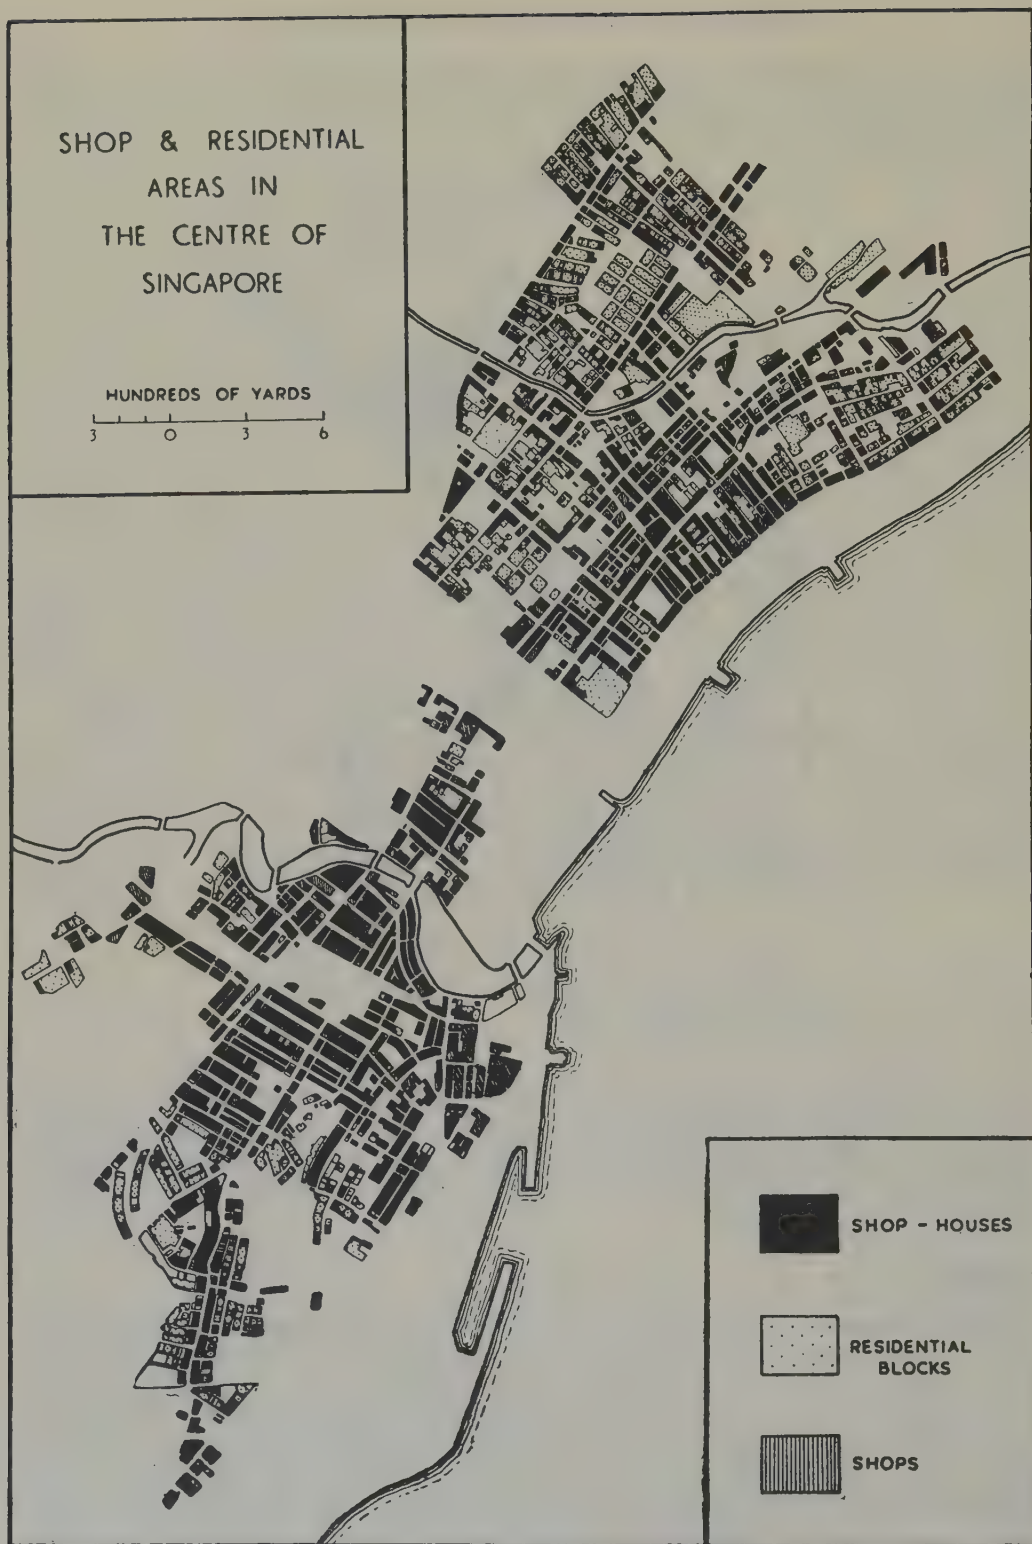 SHOP & RESIDENTIAL
AREAS IN
THE CENTRE OF
SINGAPORE
HUNDREDS OF YARDS
3 0 3 6
SHOP - HOUSES
RESIDENTIAL
BLOCKS
SHOPS